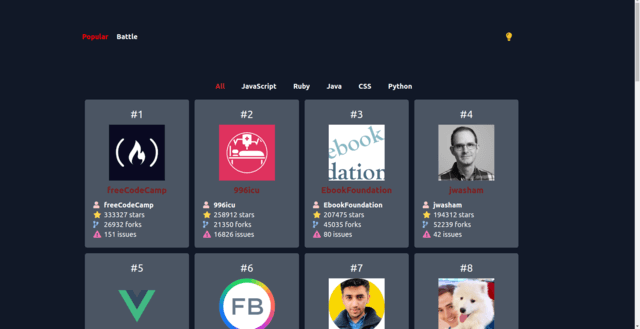 Popular Battle
All JavaScript Ruby Java CSS Python
#1
freeCodeCamp
freeCodeCamp
333327 stars
26932 forks
151 issues
#2
996icu
996icu
258912 stars
21350 forks
16826 issues
#3
ebook
dation
EbookFoundation
EbookFoundation
207475 stars
45035 forks
80 issues
#4
jwasham
jwasham
194312 stars
52239 forks
42 issues
#5
#6
FB
#7
#8